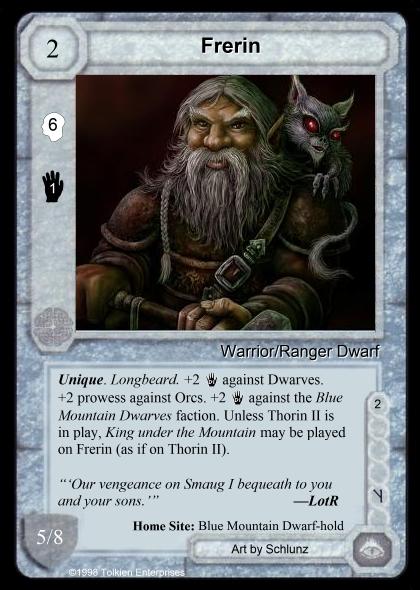 2
Frerin
6
1
Warrior/Ranger Dwarf
Unique. Longbeard. +2 against Dwarves.
+2 prowess against Orcs. +2 against the Blue
Mountain Dwarves faction. Unless Thorin II is
in play, King under the Mountain may be played
on Frerin (as if on Thorin II).
2
“‘Our vengeance on Smaug I bequeath to you
and your sons.’” —LotR
Home Site: Blue Mountain Dwarf-hold
5/8
Art by Schlunz
©1998 Tolkien Enterprises